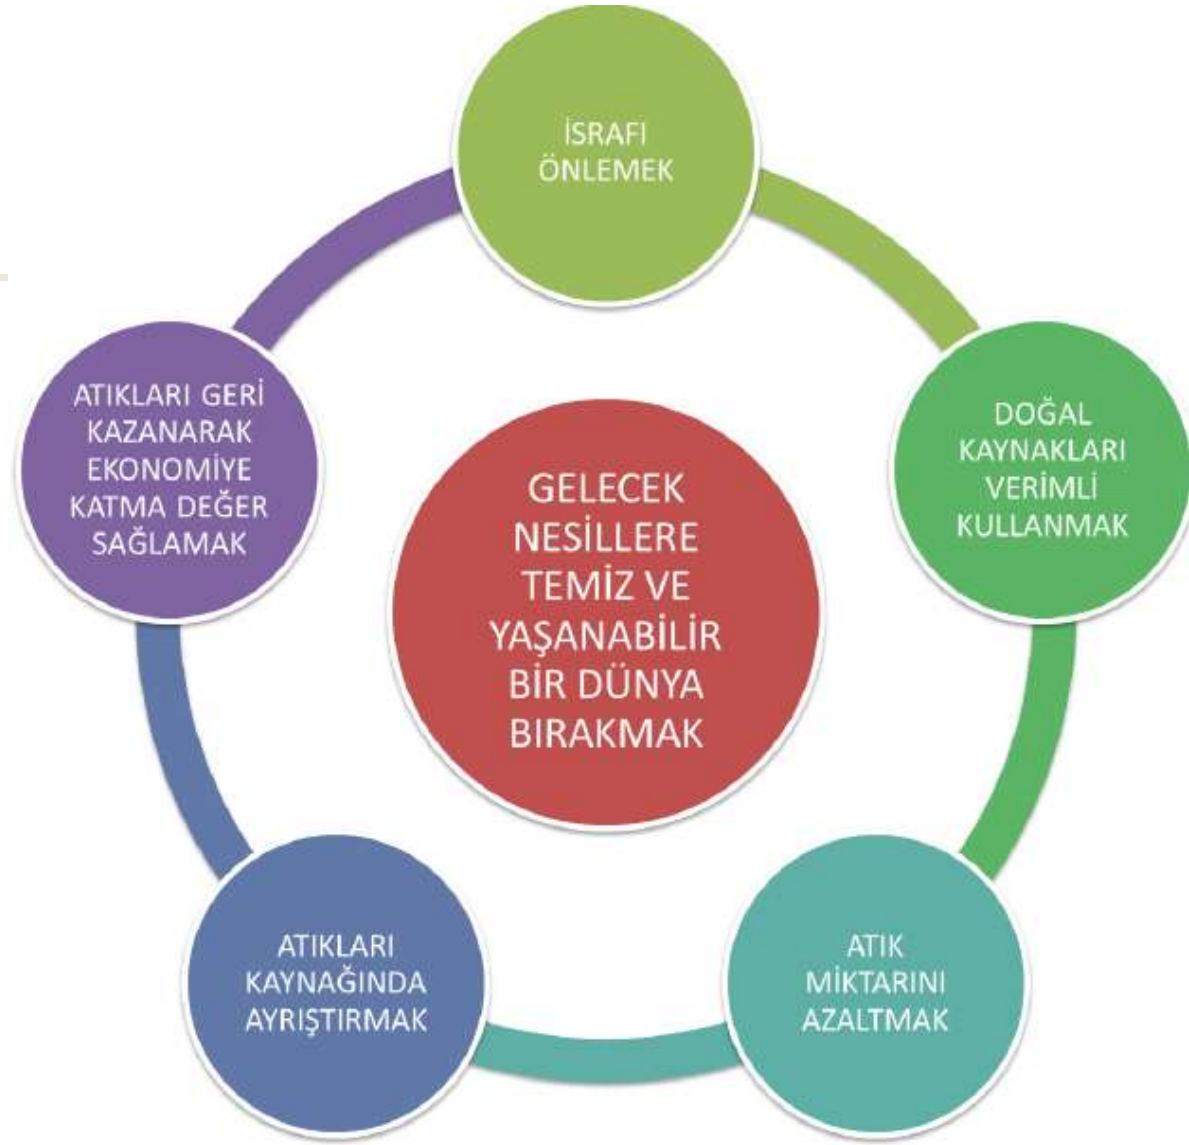 İSRAFI
ÖNLEMEK
DOĞAL
KAYNAKLARI
VERİMLİ
KULLANMAK
ATIK
MİKTARINI
AZALTMAK
ATIKLARI
KAYNAĞINDA
AYRIŞTIRMAK
ATIKLARI GERİ
KAZANARAK
EKONOMİYE
KATMA DEĞER
SAĞLAMAK
GELECEK
NESİLLERE
TEMİZ VE
YAŞANABİLİR
BİR DÜNYA
BIRAKMAK